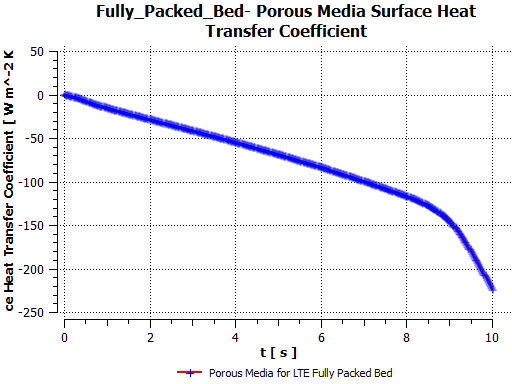 Fully_Packed_Bed- Porous Media Surface Heat
Transfer Coefficient
ce Heat Transfer Coefficient [ W m^-2 K
50
0
-50
-100
-150
-200
-250
0 2 4 6 8 10
t [ s ]
Porous Media for LTE Fully Packed Bed